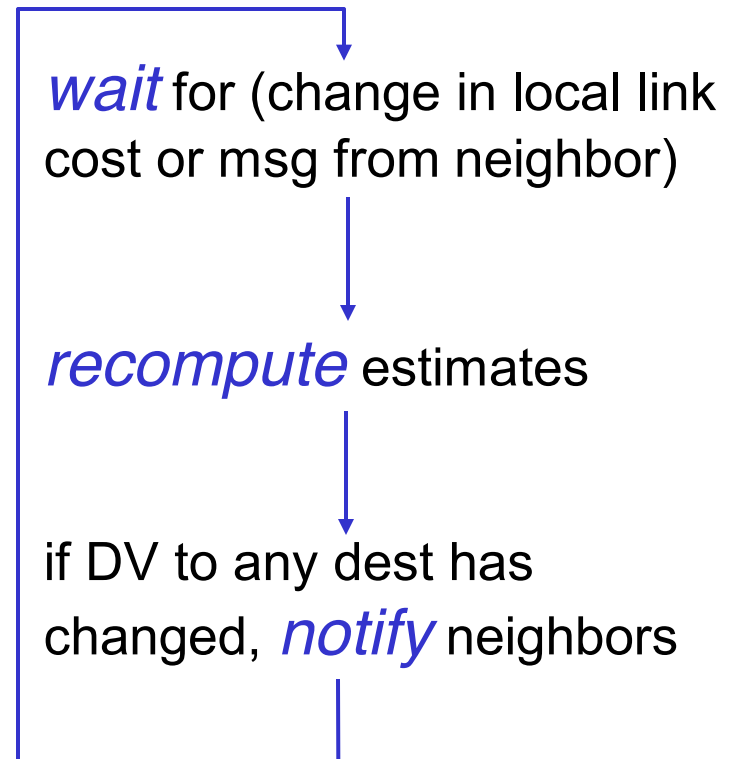 wait for (change in local link
cost or msg from neighbor)
recompute estimates
if DV to any dest has
changed, notify neighbors